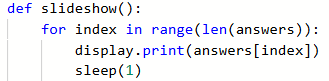 def slideshow():
    for index in range(len(answers)):
        display.print(answers[index])
        sleep(1)